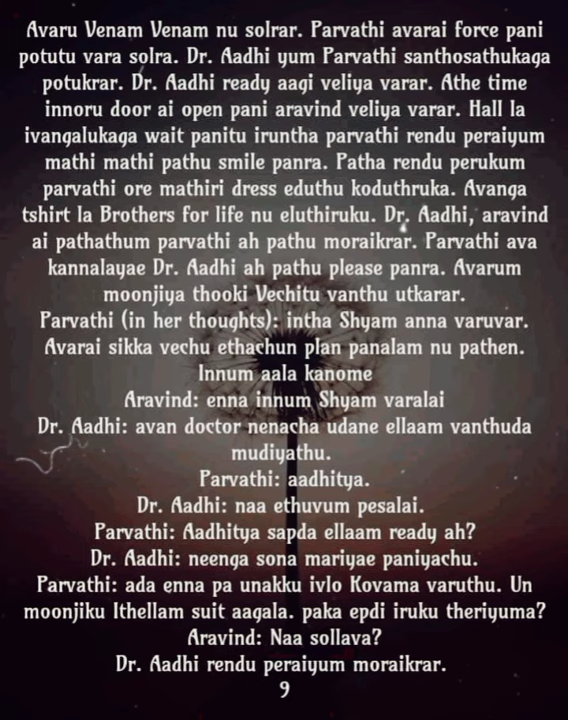 Avaru Venam Venam nu solrar. Parvathi avarai force pani
potutu vara solra. Dr. Aadhi yum Parvathi santhosathukaga
potukrar. Dr. Aadhi ready aagi veliya varar. Athe time
innoru door ai open pani aravind veliya varar. Hall la
ivangalukaga wait panitu iruntha parvathi rendu peraiyum
mathi mathi pathu smile panra. Patha rendu perukum
parvathi ore mathiri dress eduthu koduthruka. Avanga
tshirt la Brothers for life nu eluthiruku. Dr. Aadhi, aravind
ai pathathum parvathi ah pathu moraikrar. Parvathi ava
kannalayae Dr. Aadhi ah pathu please panra. Avarum
moonjiya thooki Vechitu vanthu utkarar.
Parvathi (in her thoughts): intha Shyam anna varuvar.
Avarai sikka vechu ethachun plan panalam nu pathen.
Innum aala kanome
Aravind: enna innum Shyam varalai
Dr. Aadhi: avan doctor nenacha udane ellaam vanthuda
mudiyathu.
Parvathi: aadhitya.
Dr. Aadhi: naa ethuvum pesalai.
Parvathi: Aadhitya sapda ellaam ready ah?
Dr. Aadhi: neenga sona mariyae paniyachu.
Parvathi: ada enna pa unakku ivlo Kovama varuthu. Un
moonjiku Ithellam suit aagala. paka epdi iruku theriyuma?
Aravind: Naa sollava?
Dr. Aadhi rendu peraiyum moraikrar.
9